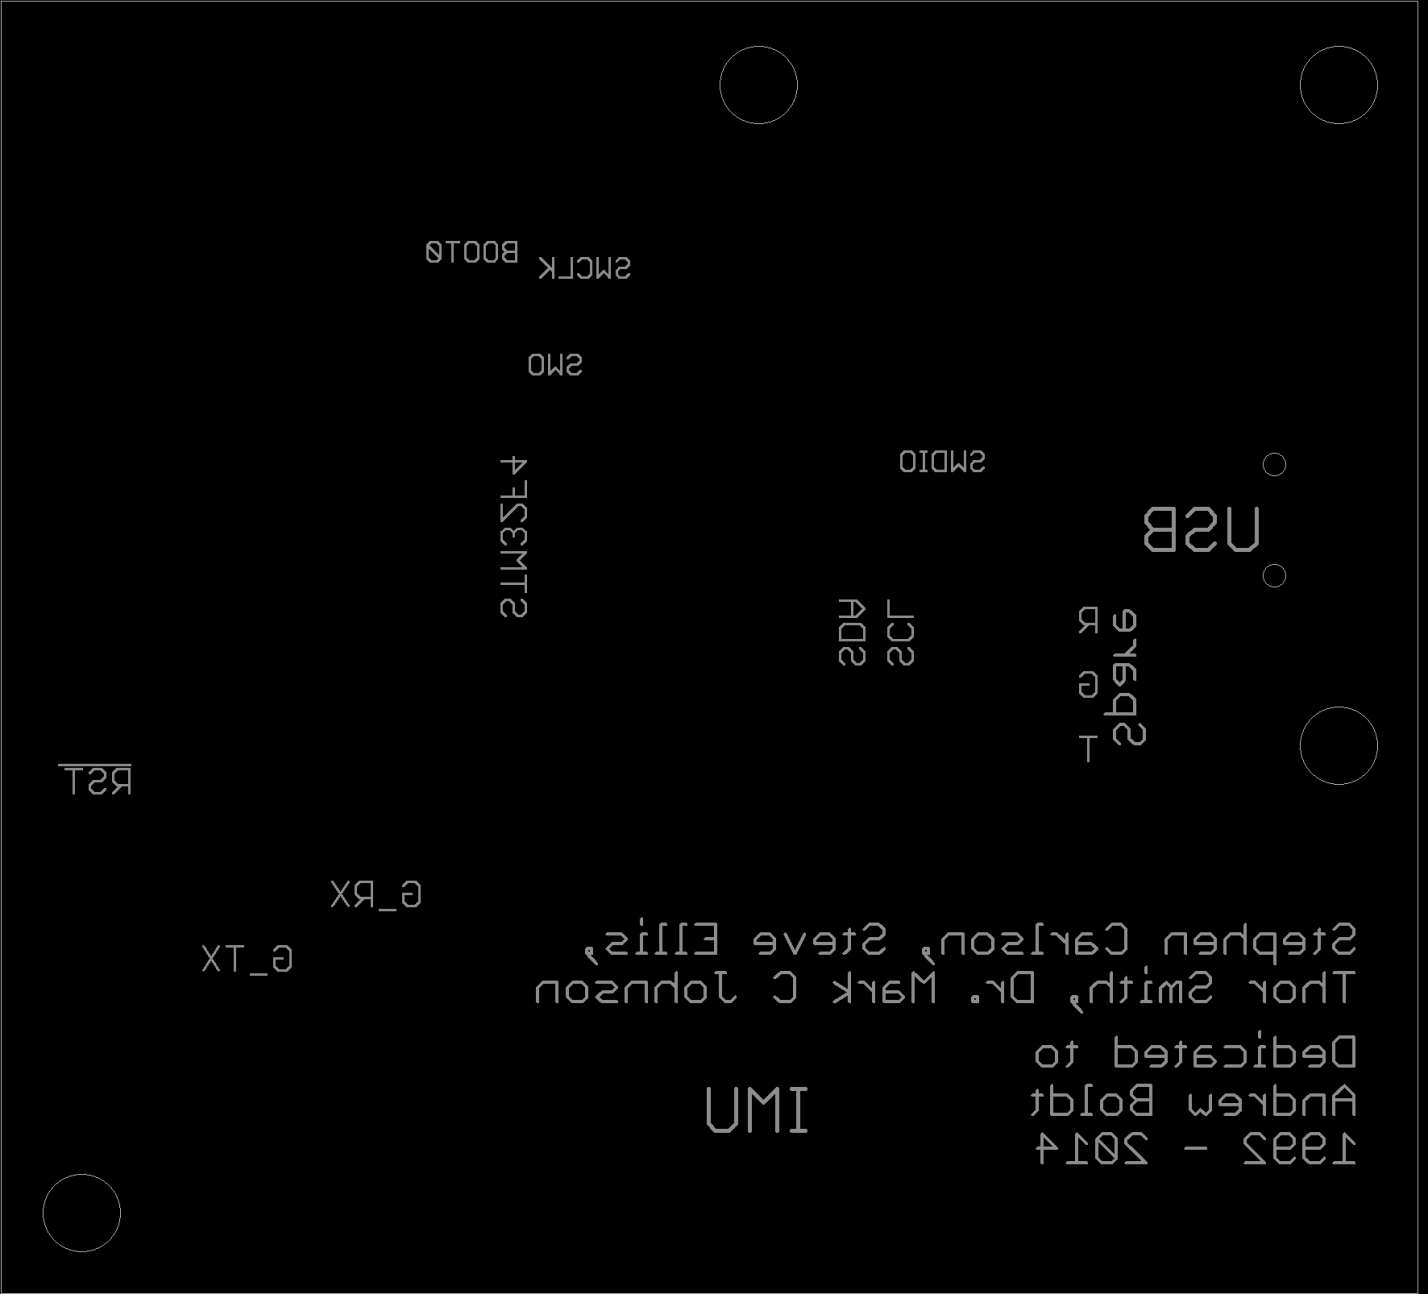 BOOT0
SWCLK
SWO
SWDIO
STM32F4
USB
SDA
SCL
R
G
T
Spare
RST
G_RX
G_TX
Stephen Carlson, Steve Ellis,
Thor Smith, Dr. Mark C Johnson
Dedicated to
Andrew Boldt
1992 - 2014
IMU